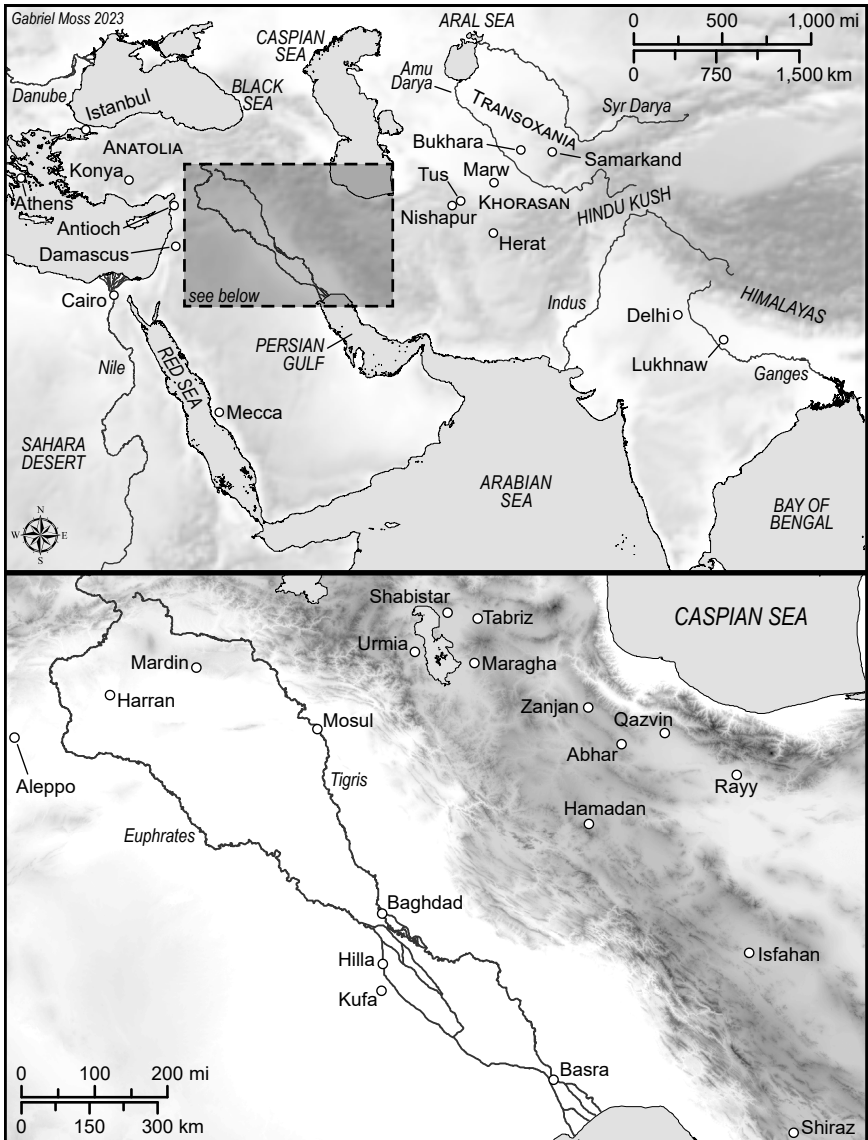 Gabriel Moss 2023
ARAL SEA
0 500 1,000 mi
0 750 1,500 km
CASPIAN
SEA
Amu
Darya
Danube
Istanbul
BLACK
SEA
TRANSOXANIA
Syr Darya
ANATOLIA
Bukhara
Samarkand
Konya
Tus
Marw
Athens
Nishapur
KHORASAN
HINDU KUSH
Antioch
Herat
Damascus
see below
Cairo
Indus
HIMALAYAS
Delhi
PERSIAN
GULF
Lukhnaw
Nile
RED SEA
Ganges
Mecca
SAHARA
DESERT
ARABIAN
SEA
BAY OF
BENGAL
N
W E
S
Shabistar
Tabriz
CASPIAN SEA
Urmia
Maragha
Mardin
Harran
Zanjan
Qazvin
Mosul
Abhar
Aleppo
Tigris
Rayy
Hamadan
Euphrates
Baghdad
Isfahan
Hilla
Kufa
Basra
0 100 200 mi
0 150 300 km
Shiraz